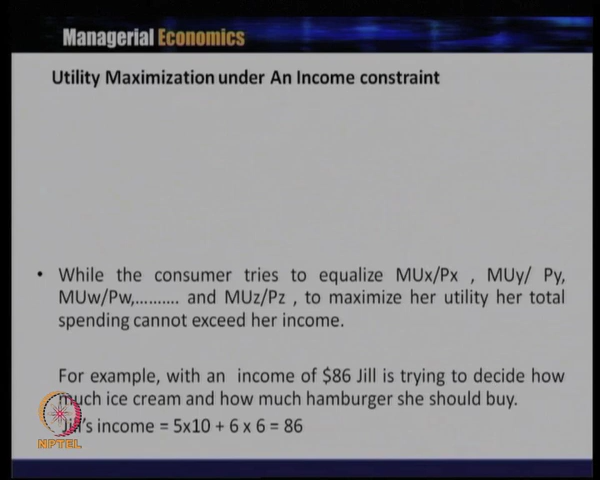 Managerial Economics
Utility Maximization under An Income constraint
• While the consumer tries to equalize MUx/Px , MUy/ Py,
MUw/Pw,.......... and MUz/Pz , to maximize her utility her total
spending cannot exceed her income.
For example, with an income of $86 Jill is trying to decide how
much ice cream and how much hamburger she should buy.
Jill's income = 5x10 + 6 x 6 = 86
NPTEL